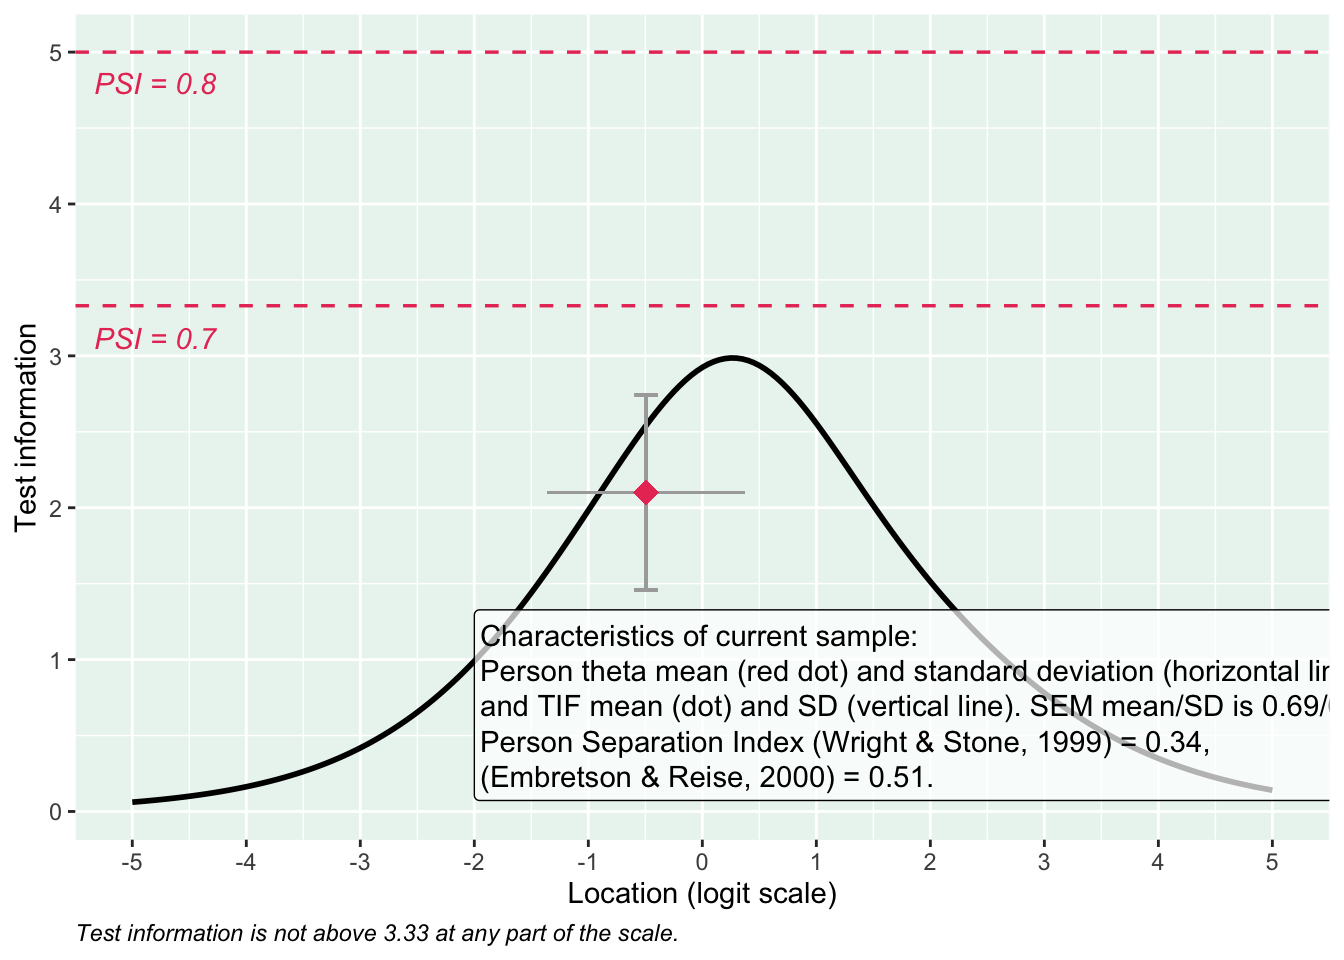 5
PSI = 0.8
4
PSI = 0.7
3
2
1
0
Test information
Characteristics of current sample:
Person theta mean (red dot) and standard deviation (horizontal
and TIF mean (dot) and SD (vertical line). SEM mean/SD is 0.69/
Person Separation Index (Wright & Stone, 1999) = 0.34,
(Embretson & Reise, 2000) = 0.51.
-5 -4 -3 -2 -1 0 1 2 3 4 5
Location (logit scale)
Test information is not above 3.33 at any part of the scale.